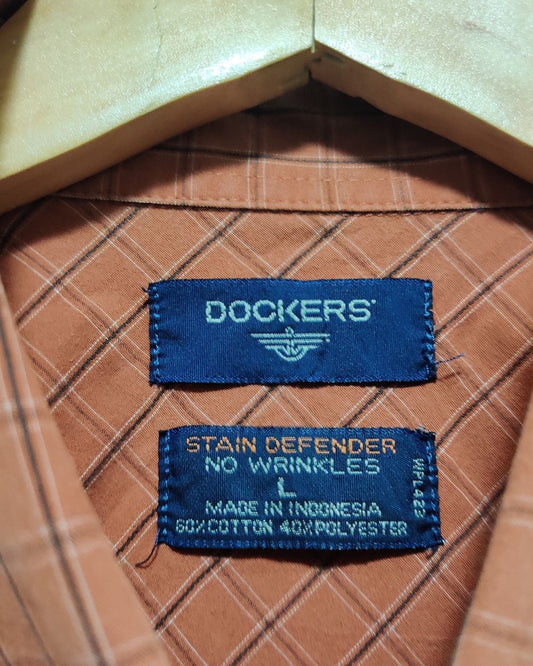 DOCKERS®
STAIN DEFENDER
NO WRINKLES
L
MADE IN INDONESIA
60% COTTON 40% POLYESTER
WPL423